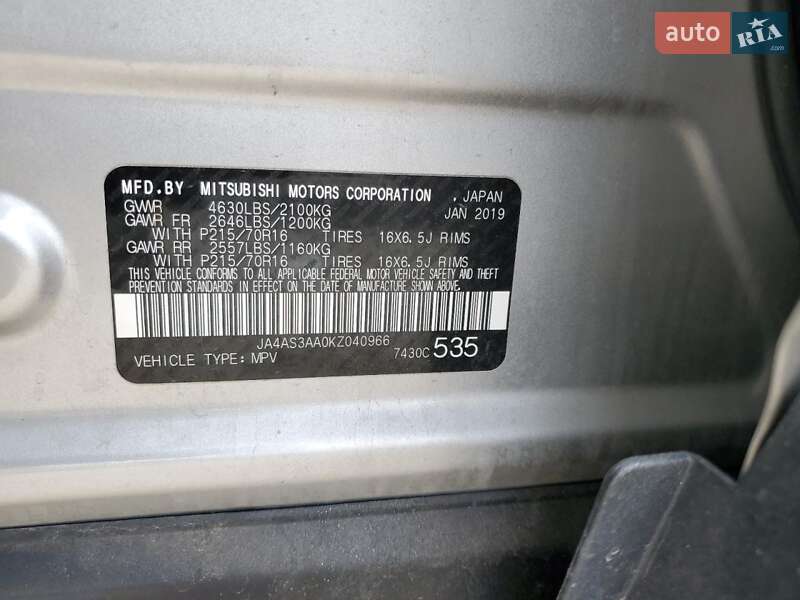 auto RIA.com
MFD.BY MITSUBISHI MOTORS CORPORATION , JAPAN
GVWR 4630LBS/2100KG JAN 2019
GAWR FR 2646LBS/1200KG
WITH P215/70R16 TIRES 16X6.5J RIMS
GAWR RR 2557LBS/1160KG
WITH P215/70R16 TIRES 16X6.5J RIMS
THIS VEHICLE CONFORMS TO ALL APPLICABLE FEDERAL MOTOR VEHICLE SAFETY AND THEFT
PREVENTION STANDARDS IN EFFECT ON THE DATE OF MANUFACTURE SHOWN ABOVE.
JA4AS3AA0KZ040966
VEHICLE TYPE: MPV 7430C 535